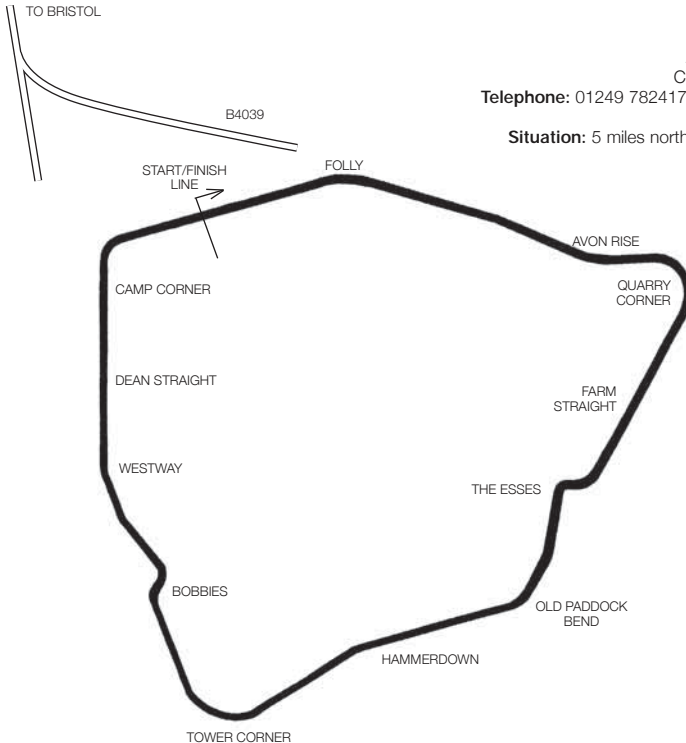 TO BRISTOL
C
Telephone: 01249 782417
B4039
Situation: 5 miles north
START/FINISH
LINE
FOLLY
AVON RISE
CAMP CORNER
QUARRY
CORNER
DEAN STRAIGHT
FARM
STRAIGHT
WESTWAY
THE ESSES
BOBBIES
OLD PADDOCK
BEND
HAMMERDOWN
TOWER CORNER